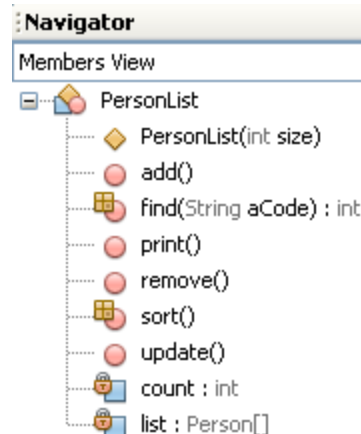 Navigator
Members View
PersonList
PersonList(int size)
add()
find(String aCode) : int
print()
remove()
sort()
update()
count : int
list : Person[]